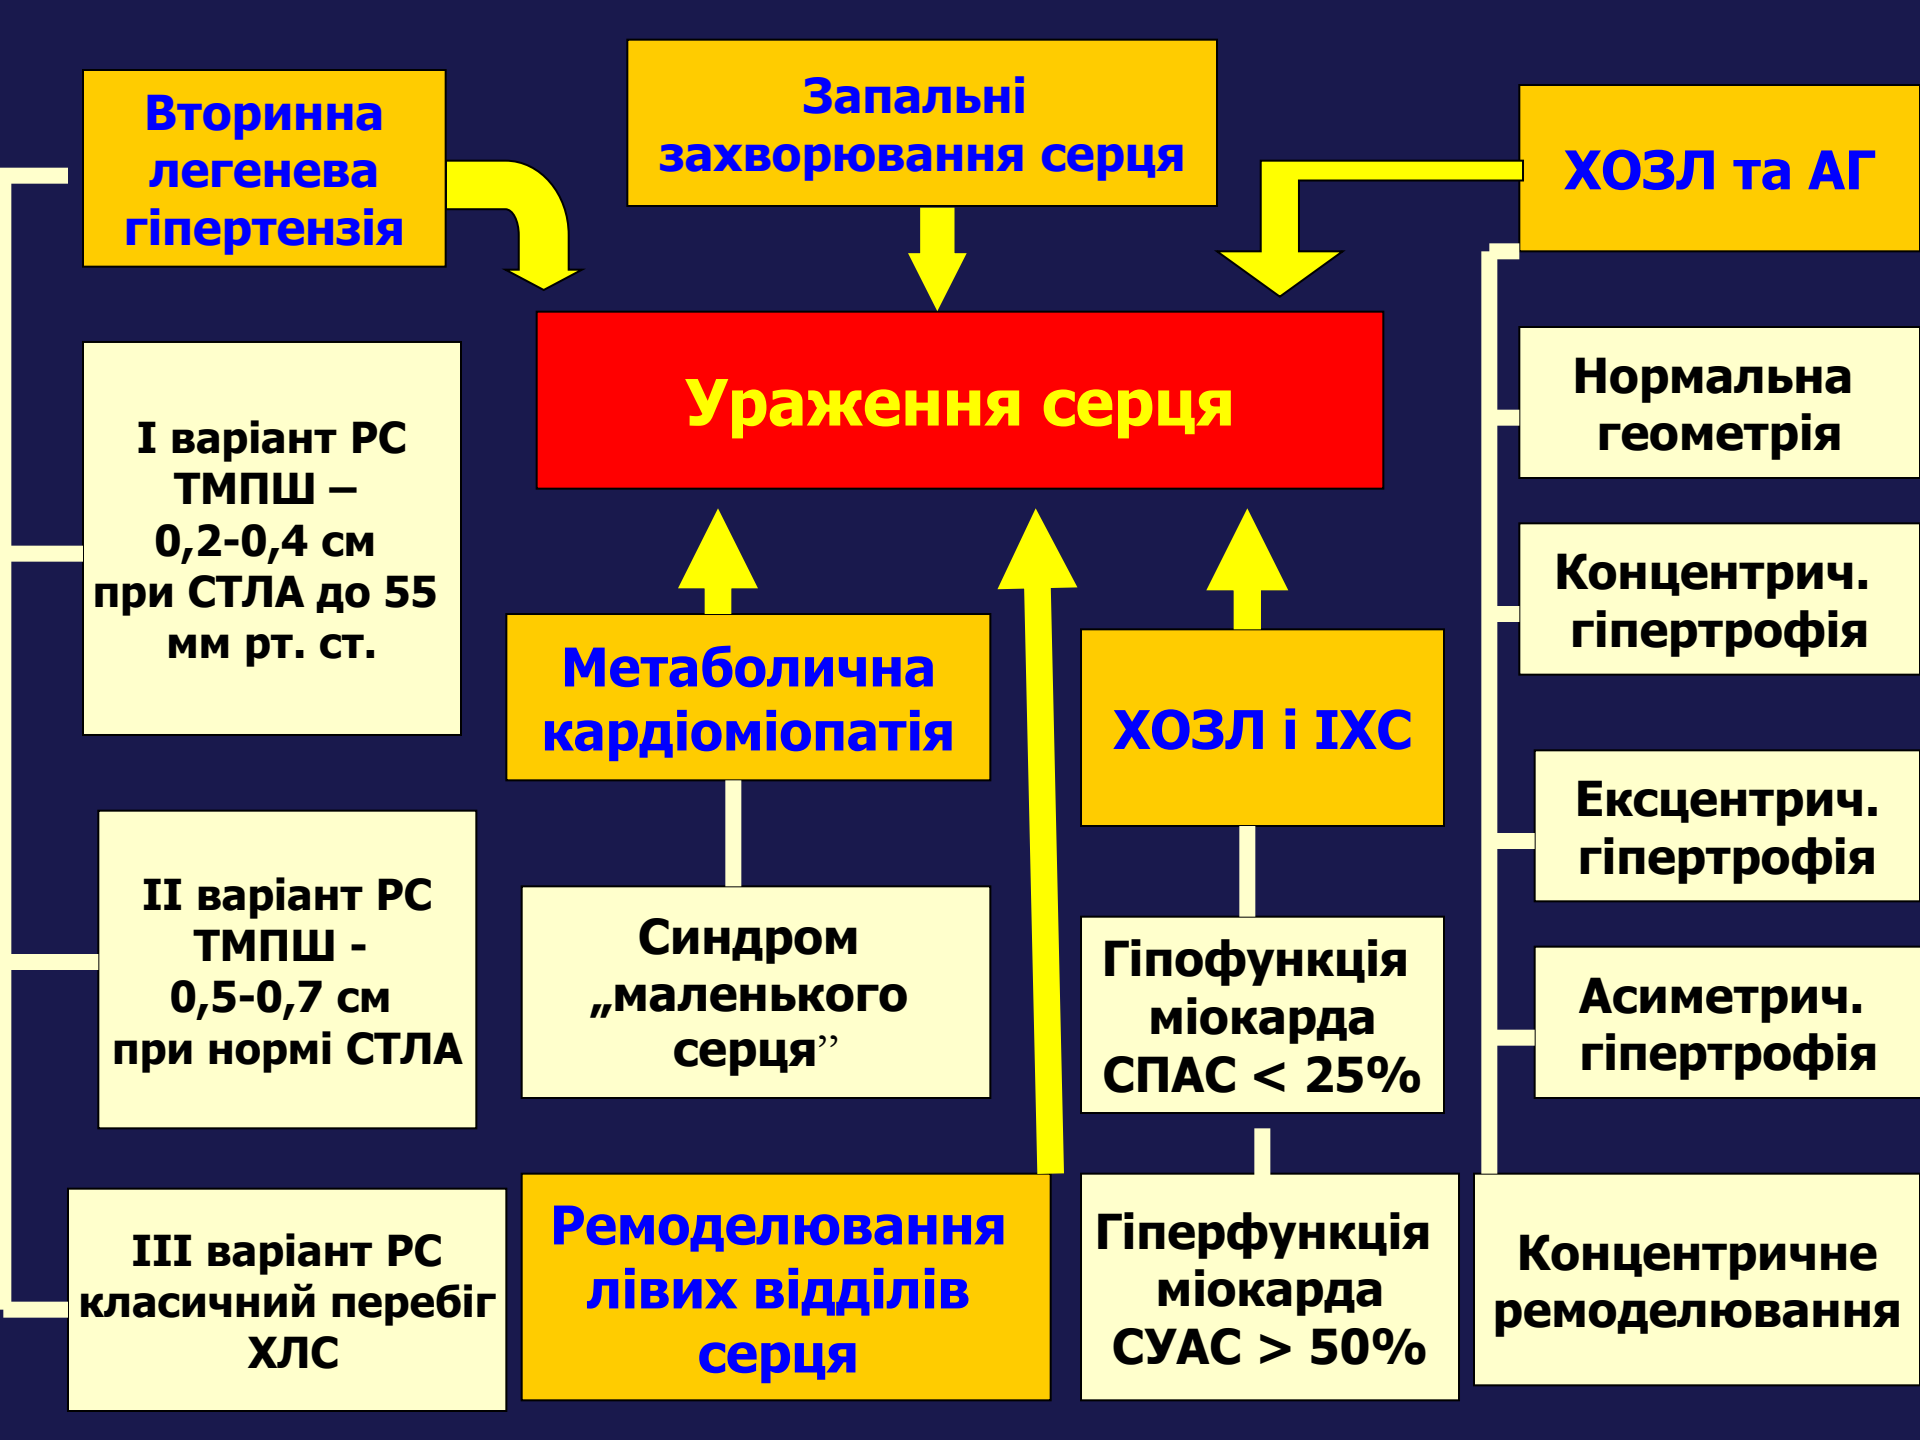 Вторинна
легенева
гіпертензія
Запальні
захворювання серця
ХОЗЛ та АГ
Ураження серця
І варіант РС
ТМПШ –
0,2-0,4 см
при СТЛА до 55
мм рт. ст.
ІІ варіант РС
ТМПШ -
0,5-0,7 см
при нормі СТЛА
ІІІ варіант РС
класичний перебіг
ХЛС
Метаболична
кардіоміопатія
Синдром
„маленького
серця”
Ремоделювання
лівих відділів
серця
ХОЗЛ і ІХС
Гіпофункція
міокарда
СПАС < 25%
Гіперфункція
міокарда
СУАС > 50%
Нормальна
геометрія
Концентрич.
гіпертрофія
Ексцентрич.
гіпертрофія
Асиметрич.
гіпертрофія
Концентричне
ремоделювання